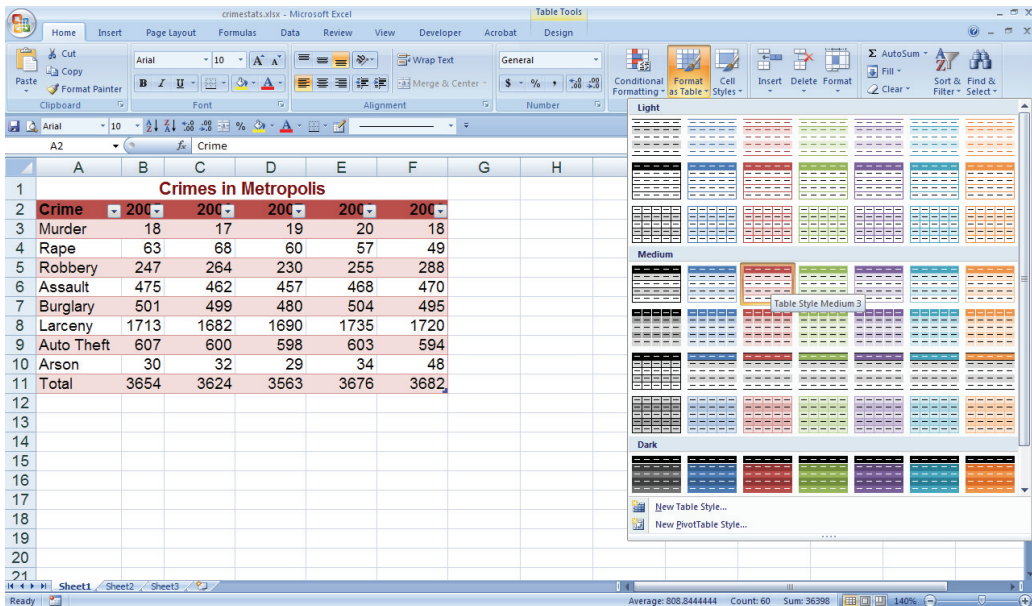 crimestats.xlsx - Microsoft Excel
Table Tools
Home Insert Page Layout Formulas Data Review View Developer Acrobat Design
Cut
Copy
Format Painter
Paste
Clipboard
Arial 10
B I U
Font
Wrap Text
Merge & Center
Alignment
General
$ % ,
Number
Conditional Formatting
Format as Table
Cell Styles
Insert Delete Format
Σ AutoSum
Fill
Clear
Sort & Filter
Find & Select
Arial 10
A2 fx Crime
A B C D E F G H
1 Crimes in Metropolis
2 Crime 200 200 200 200 200
3 Murder 18 17 19 20 18
4 Rape 63 68 60 57 49
5 Robbery 247 264 230 255 288
6 Assault 475 462 457 468 470
7 Burglary 501 499 480 504 495
8 Larceny 1713 1682 1690 1735 1720
9 Auto Theft 607 600 598 603 594
10 Arson 30 32 29 34 48
11 Total 3654 3624 3563 3676 3682
12
13
14
15
16
17
18
19
20
21
Light
Medium
Table Style Medium 3
Dark
New Table Style...
New PivotTable Style...
Sheet1 Sheet2 Sheet3
Ready
Average: 808.8444444 Count: 60 Sum: 36398 140%